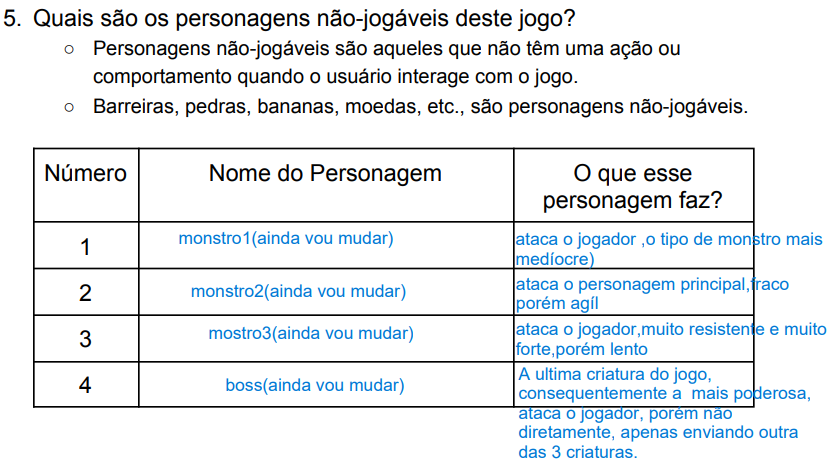 5. Quais são os personagens não-jogáveis deste jogo?
○ Personagens não-jogáveis são aqueles que não têm uma ação ou
comportamento quando o usuário interage com o jogo.
○ Barreiras, pedras, bananas, moedas, etc., são personagens não-jogáveis.
Número
Nome do Personagem
O que esse
personagem faz?
1
monstro1(ainda vou mudar)
ataca o jogador ,o tipo de monstro mais
medíocre)
2
monstro2(ainda vou mudar)
ataca o personagem principal,fraco
porém agíl
3
mostro3(ainda vou mudar)
ataca o jogador,muito resistente e muito
forte,porém lento
4
boss(ainda vou mudar)
A ultima criatura do jogo,
consequentemente a  mais poderosa,
ataca o jogador, porém não
diretamente, apenas enviando outra
das 3 criaturas.